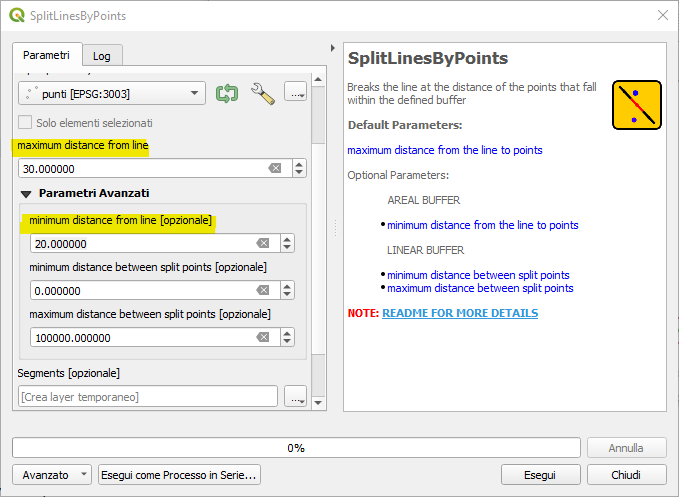 SplitLinesByPoints
Parametri
Log
punti [EPSG:3003]
...
Solo elementi selezionati
maximum distance from line
30.000000
Parametri Avanzati
minimum distance from line [opzionale]
20.000000
minimum distance between split points [opzionale]
0.000000
maximum distance between split points [opzionale]
100000.000000
Segments [opzionale]
[Crea layer temporaneo]
...
SplitLinesByPoints
Breaks the line at the distance of the points that fall
within the defined buffer
Default Parameters:
maximum distance from the line to points
Optional Parameters:
AREAL BUFFER
minimum distance from the line to points
LINEAR BUFFER
minimum distance between split points
maximum distance between split points
NOTE: README FOR MORE DETAILS
0%
Annulla
Avanzato
Esegui come Processo in Serie...
Esegui
Chiudi